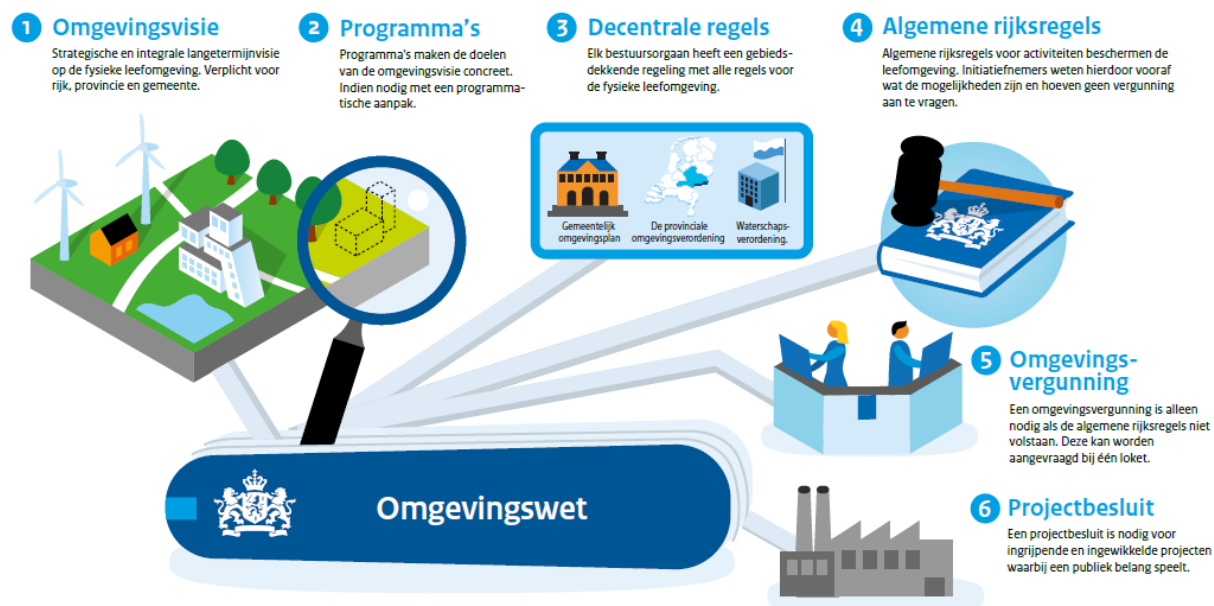 1 Omgevingsvisie
Strategische en integrale langetermijnvisie
op de fysieke leefomgeving. Verplicht voor
rijk, provincie en gemeente.
2 Programma's
Programma's maken de doelen
van de omgevingsvisie concreet.
Indien nodig met een programma-
tische aanpak.
3 Decentrale regels
Elk bestuursorgaan heeft een gebieds-
dekkende regeling met alle regels voor
de fysieke leefomgeving.
4 Algemene rijksregels
Algemene rijksregels voor activiteiten beschermen de
leefomgeving. Initiatiefnemers weten hierdoor vooraf
wat de mogelijkheden zijn en hoeven geen vergunning
aan te vragen.
Gemeentelijk
omgevingsplan
De provinciale
omgevingsverordening
Waterschaps-
verordening.
5 Omgevings-
vergunning
Een omgevingsvergunning is alleen
nodig als de algemene rijksregels niet
volstaan. Deze kan worden
aangevraagd bij één loket.
Omgevingswet
6 Projectbesluit
Een projectbesluit is nodig voor
ingrijpende en ingewikkelde projecten
waarbij een publiek belang speelt.